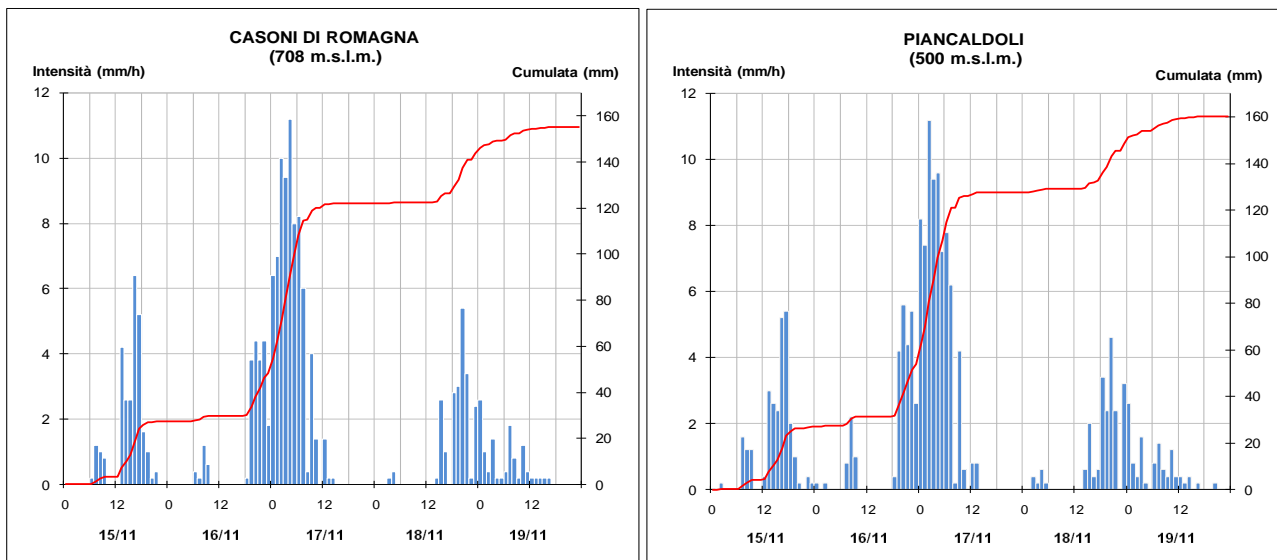 CASONI DI ROMAGNA
(708 m.s.l.m.)
Intensità (mm/h)
Cumulata (mm)
12
10
8
6
4
2
0
160
140
120
100
80
60
40
20
0
0 12 0 12 0 12 0 12 0 12
15/11 16/11 17/11 18/11 19/11
PIANCALDOLI
(500 m.s.l.m.)
Intensità (mm/h)
Cumulata (mm)
12
10
8
6
4
2
0
160
140
120
100
80
60
40
20
0
0 12 0 12 0 12 0 12 0 12
15/11 16/11 17/11 18/11 19/11